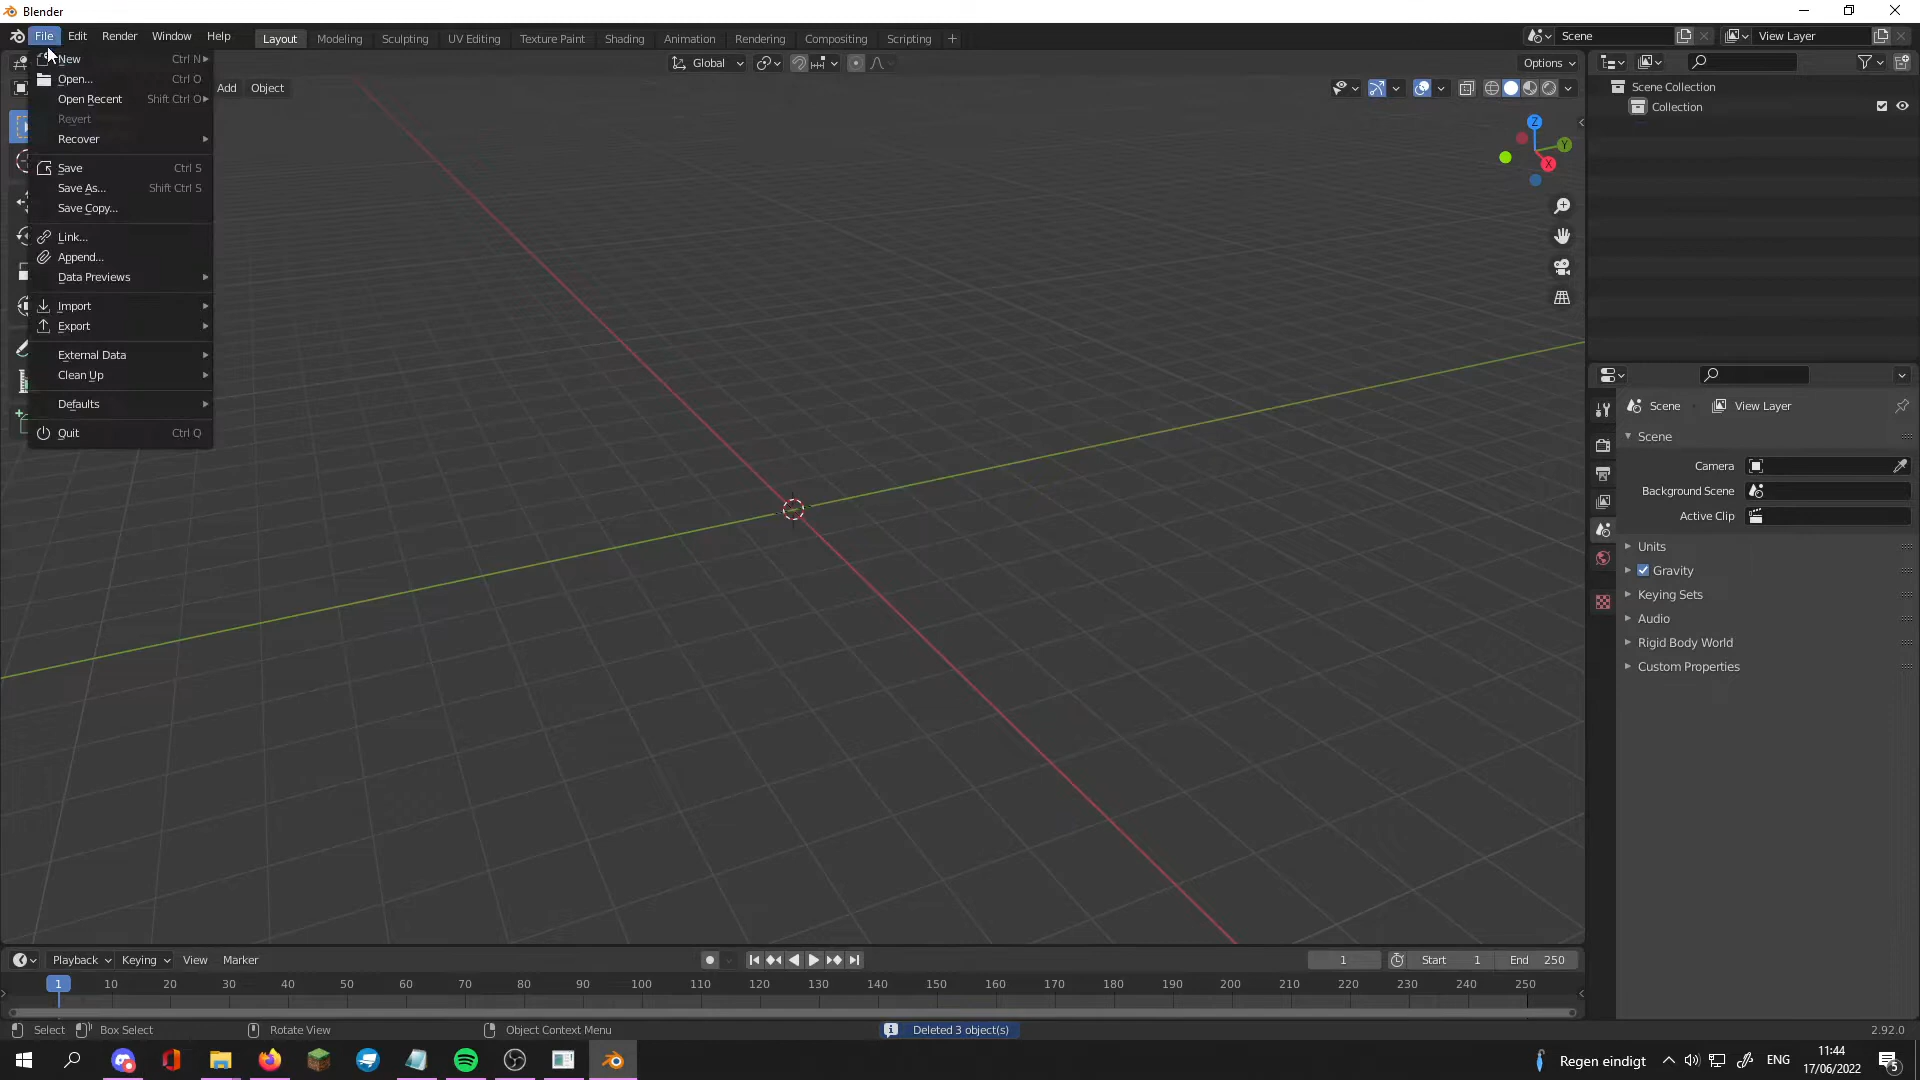 Blender
File Edit Render Window Help Layout Modeling Sculpting UV Editing Texture Paint Shading Animation Rendering Compositing Scripting + Scene View Layer
New Ctrl N
Open... Ctrl O
Open Recent Shift Ctrl O
Revert
Recover
Save Ctrl S
Save As... Shift Ctrl S
Save Copy...
Link...
Append...
Data Previews
Import
Export
External Data
Clean Up
Defaults
Quit Ctrl Q
Global Options
Add Object
Z
Y
X
Scene Collection
Collection
Scene View Layer
Scene
Camera
Background Scene
Active Clip
Units
Gravity
Keying Sets
Audio
Rigid Body World
Custom Properties
Playback Keying View Marker 1 Start 1 End 250
1 10 20 30 40 50 60 70 80 90 100 110 120 130 140 150 160 170 180 190 200 210 220 230 240 250
Select Box Select Rotate View Object Context Menu Deleted 3 object(s) 2.92.0
Regen eindigt ENG 11:44
17/06/2022 5